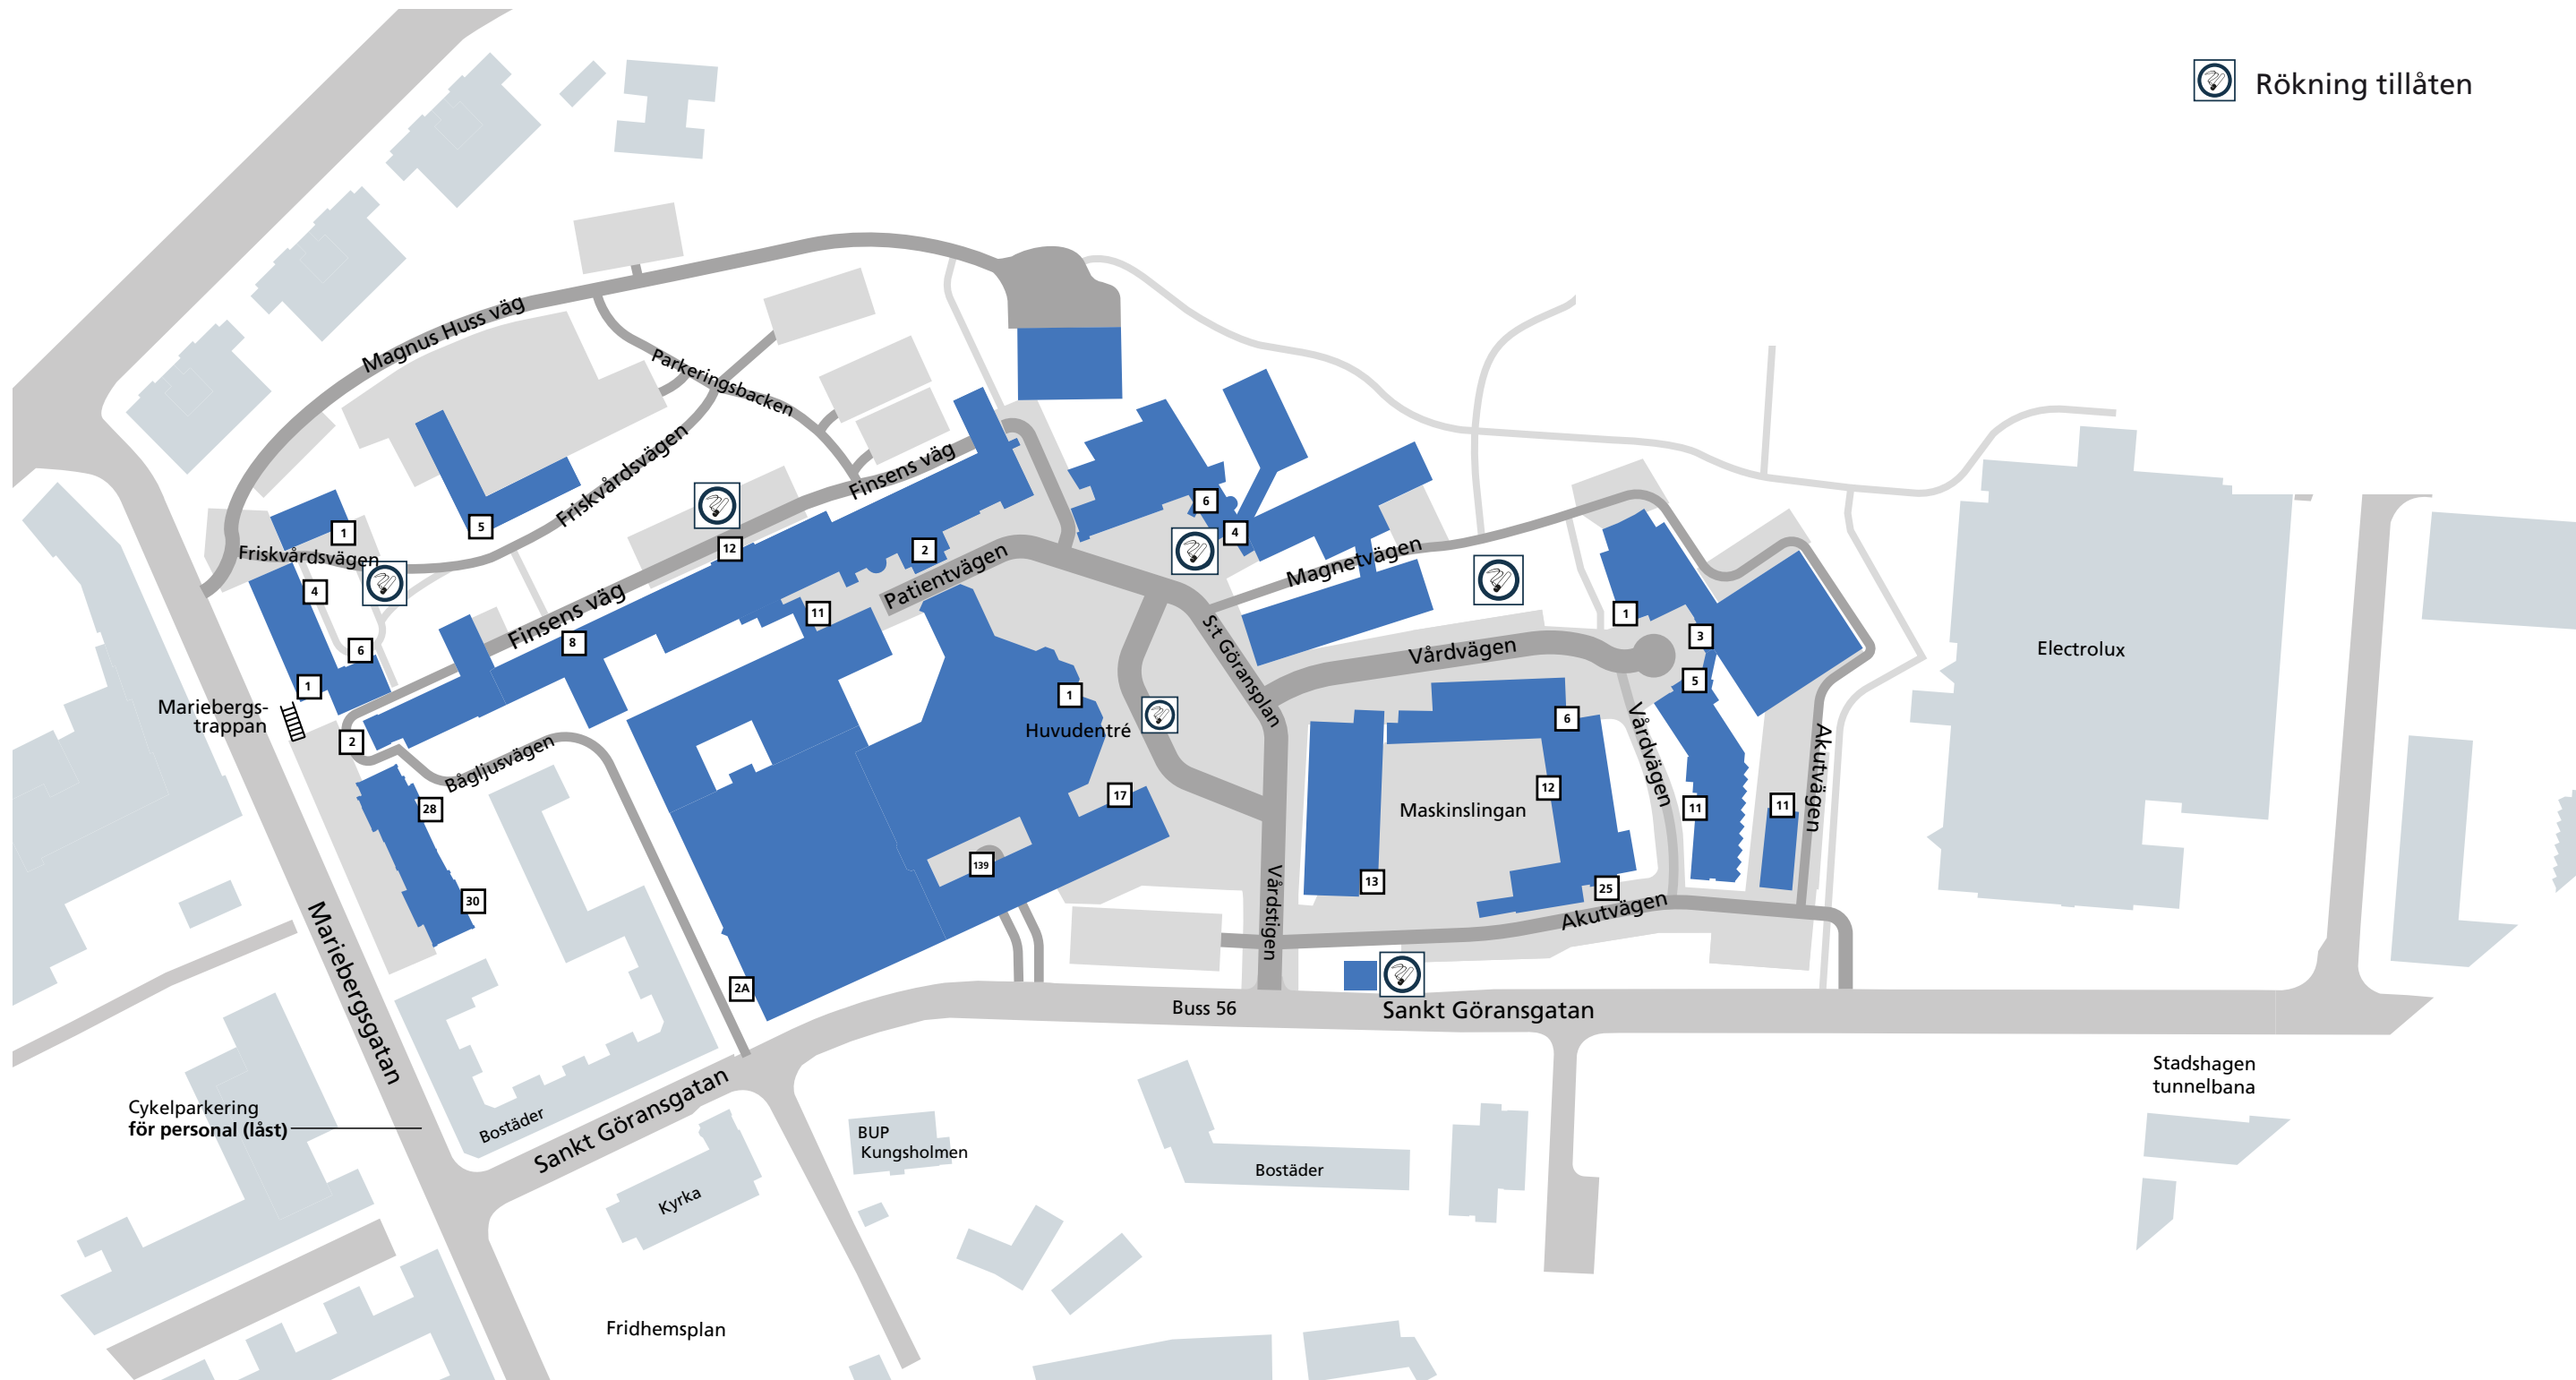 Rökning tillåten
Magnus Huss väg
Parkeringsbacken
Friskvårdsvägen
Finsens väg
6
4
1
5
12
2
Friskvårdsvägen
Patientvägen
Magnetvägen
4
11
1
Finsens väg
8
6
S:t Göransplan
Vårdvägen
3
Electrolux
1
5
1
Mariebergs-
trappan
2
Huvudentré
6
Vårdvägen
Akutvägen
Bågljusvägen
28
17
12
Maskinslingan
11
11
139
13
25
30
Vårdstigen
Akutvägen
Mariebergsgatan
2A
Buss 56
Sankt Göransgatan
Stadshagen
tunnelbana
Cykelparkering
för personal (låst)
Bostäder
Sankt Göransgatan
BUP
Kungsholmen
Bostäder
Kyrka
Fridhemsplan